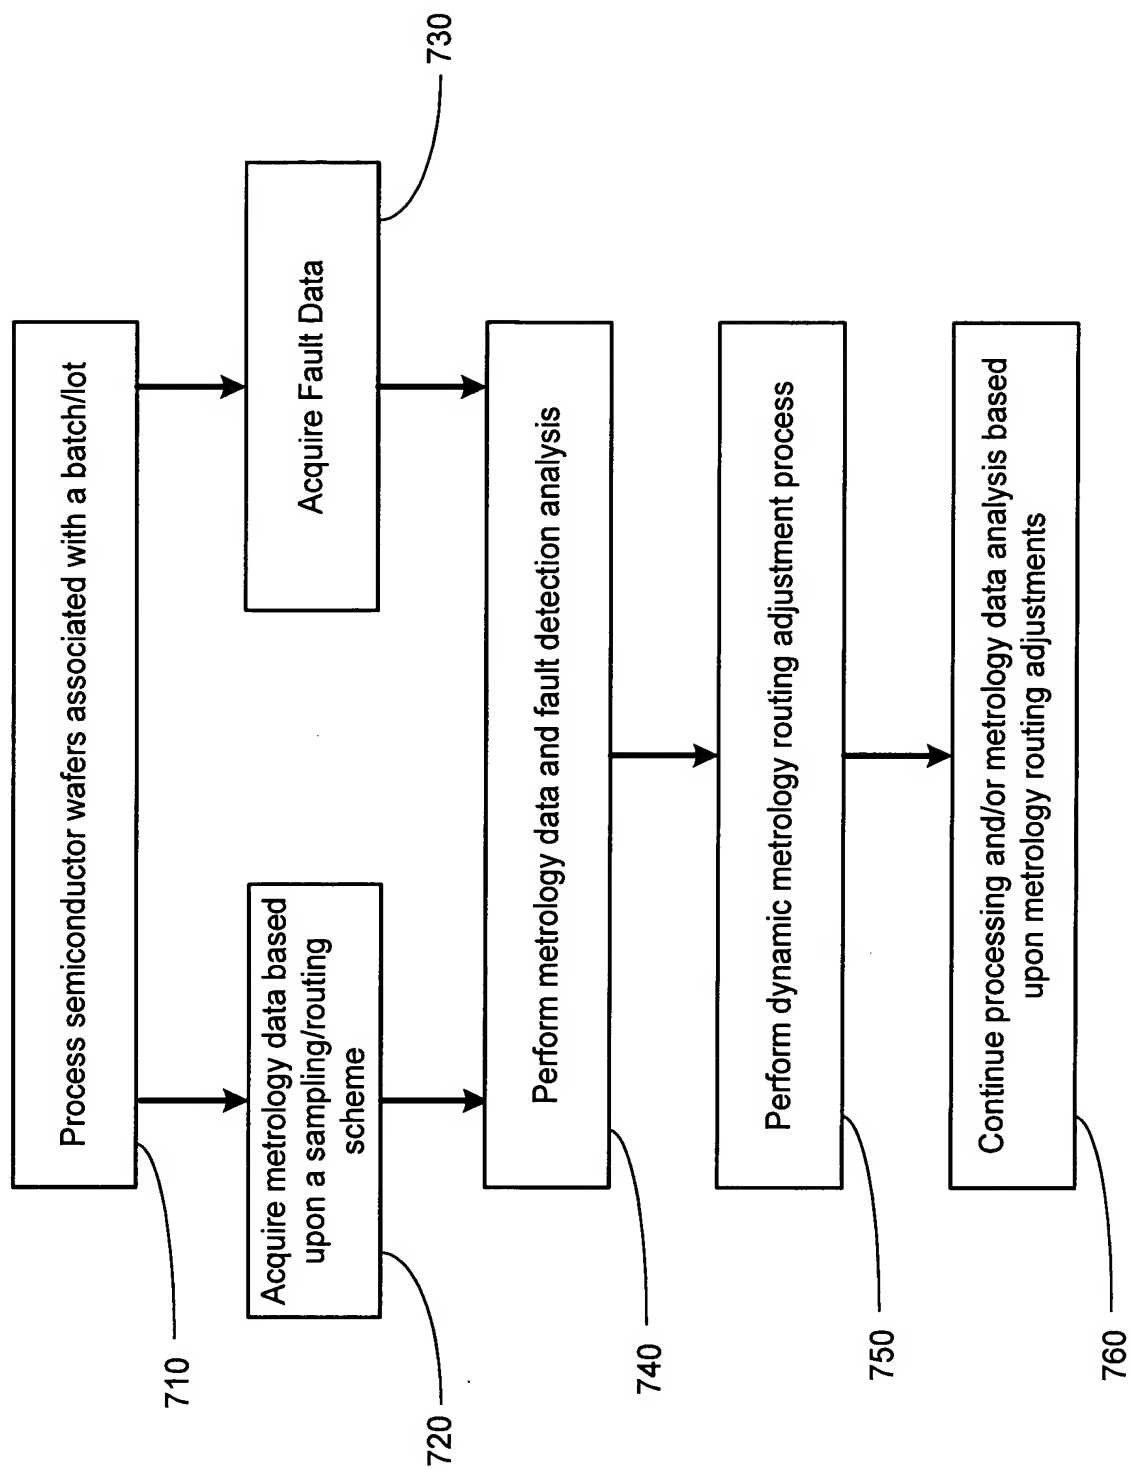 Process semiconductor wafers associated with a batch/lot
710
Acquire metrology data based
upon a sampling/routing
scheme
720
Acquire Fault Data
730
Perform metrology data and fault detection analysis
740
Perform dynamic metrology routing adjustment process
750
Continue processing and/or metrology data analysis based
upon metrology routing adjustments
760